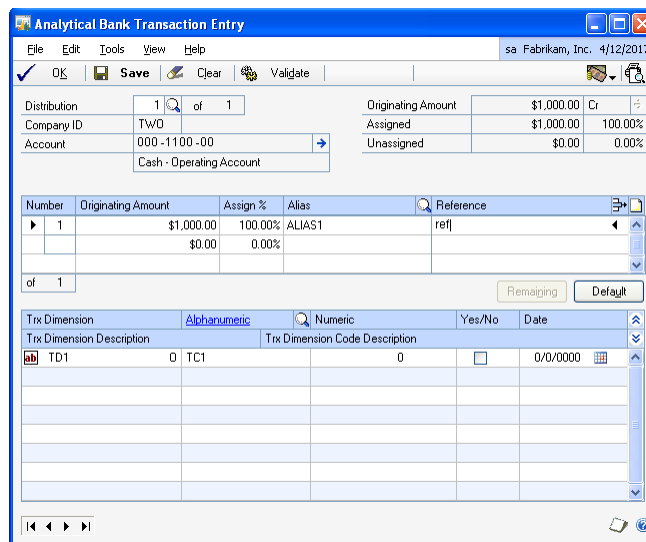 Analytical Bank Transaction Entry
File Edit Tools View Help sa Fabrikam, Inc. 4/12/2017
OK Save Clear Validate
Distribution 1 of 1 Originating Amount $1,000.00 Cr
Company ID TWO Assigned $1,000.00 100.00%
Account 000 -1100 -00 Unassigned $0.00 0.00%
Cash - Operating Account
Number Originating Amount Assign % Alias Reference
1 $1,000.00 100.00% ALIAS1 ref
$0.00 0.00%
of 1
Remaining Default
Trx Dimension Alphanumeric Numeric Yes/No Date
Trx Dimension Description Trx Dimension Code Description
ab TD1 0 TC1 0 0/0/0000